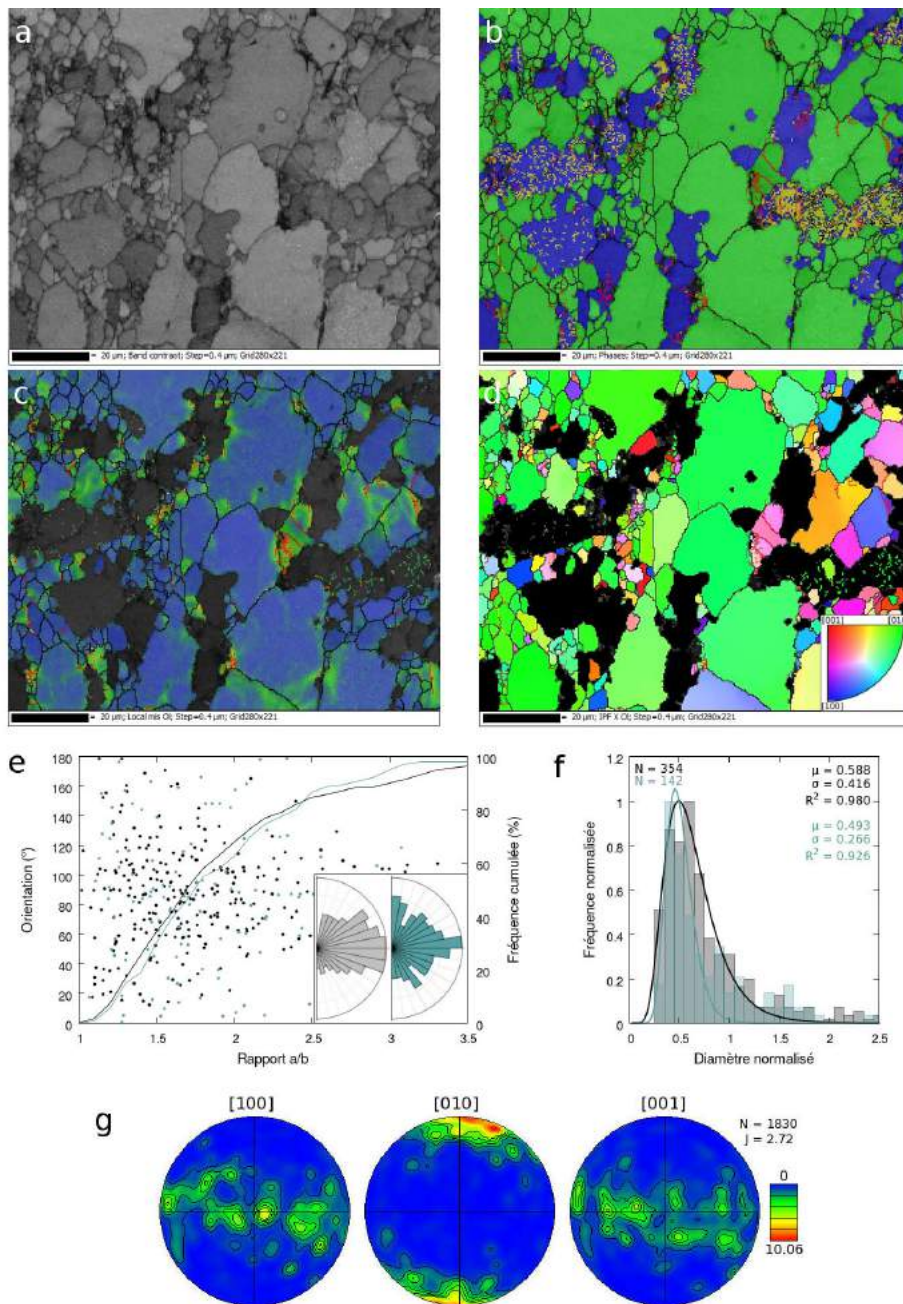 a
b
= 20 µm; Band contrast; Step=0.4 µm; Grid280x221
= 20 µm; Phases; Step=0.4 µm; Grid280x221
c
d
[001]
[010]
[100]
= 20 µm; Local mis Ol; Step=0.4 µm; Grid280x221
= 20 µm; IPF X Ol; Step=0.4 µm; Grid280x221
e
Orientation (°)
180
160
140
120
100
80
60
40
20
0
1
1.5
2
2.5
3
3.5
Rapport a/b
100
80
60
40
20
0
Fréquence cumulée (%)
f
Fréquence normalisée
1.2
1
0.8
0.6
0.4
0.2
0
N = 354
N = 142
µ = 0.588
σ = 0.416
R² = 0.980
µ = 0.493
σ = 0.266
R² = 0.926
0
0.5
1
1.5
2
2.5
Diamètre normalisé
g
[100]
[010]
[001]
N = 1830
J = 2.72
0
10.06